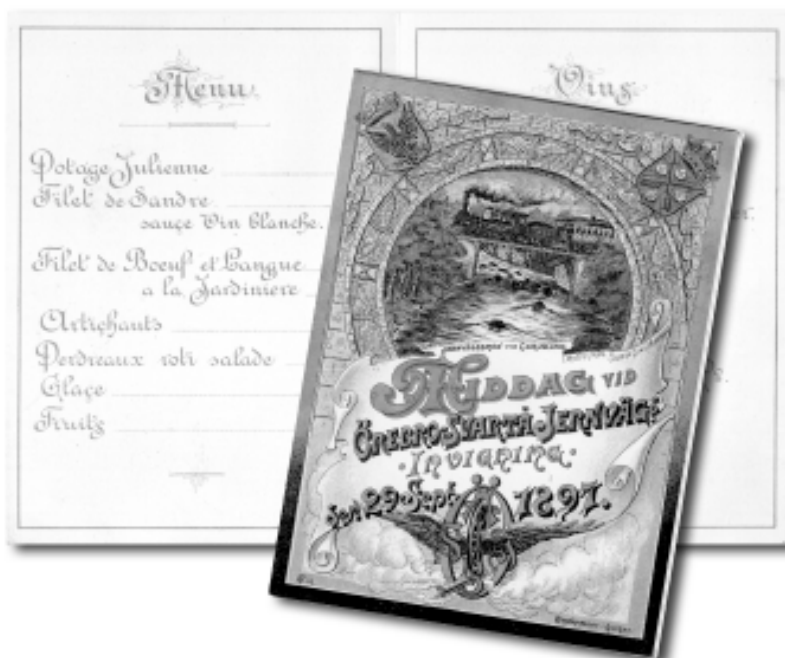 Menu
Potage Julienne
Filet de Sandre
sauçe Vin blanche.
Filet de Boeuf et Langue
a la Jardiniere
Artichauts
Perdreaux roti salade
Glaçe
Fruits
Vins
MIDDAG VID
ÖREBRO-SVARTÅ JERNVÄGS
·INVIGNING·
den 29 Sept. 1897.